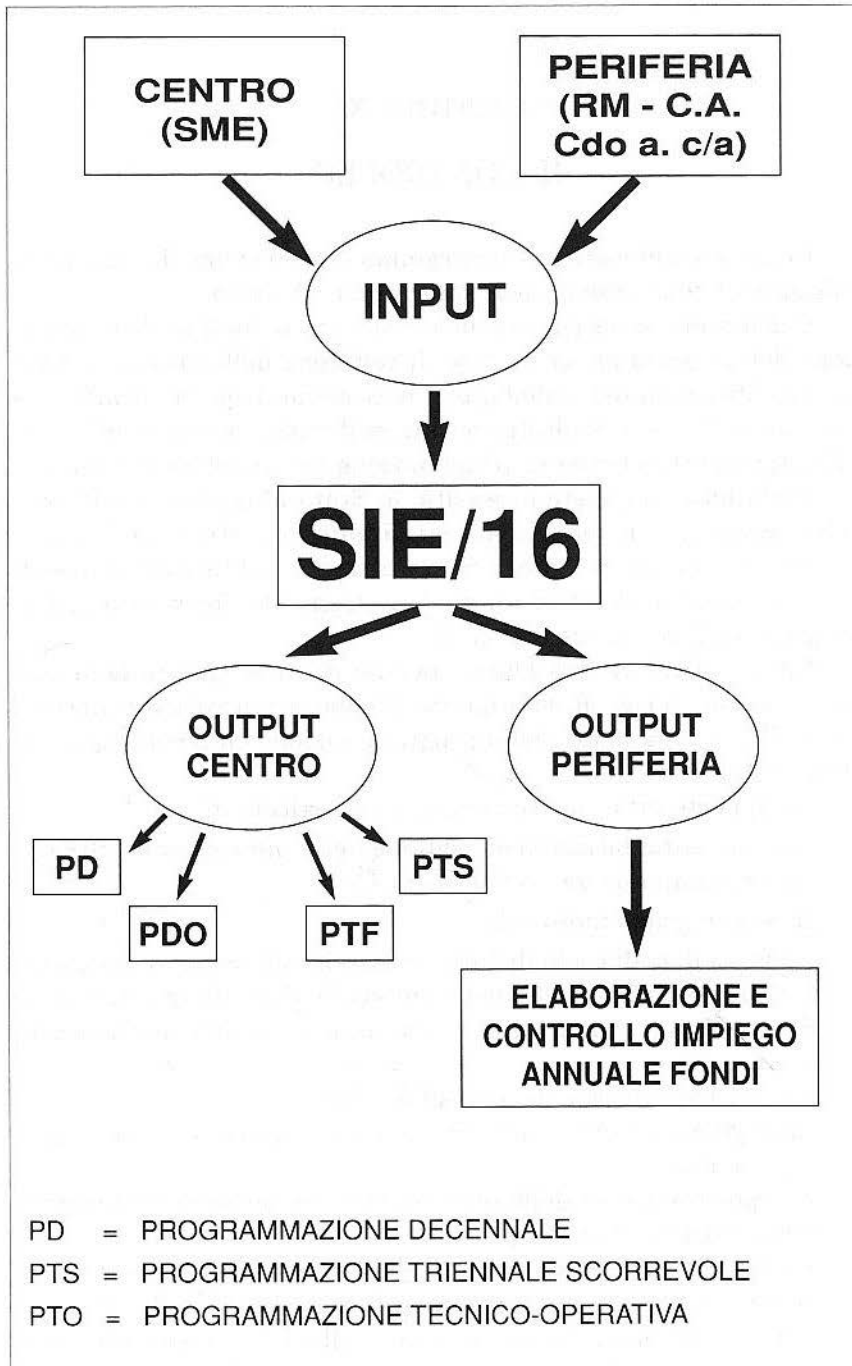 CENTRO
(SME)
PERIFERIA
(RM - C.A.
Cdo a. c/a)
INPUT
SIE/16
OUTPUT
CENTRO
OUTPUT
PERIFERIA
PD
PDO
PTF
PTS
ELABORAZIONE E
CONTROLLO IMPIEGO
ANNUALE FONDI
PD = PROGRAMMAZIONE DECENNALE
PTS = PROGRAMMAZIONE TRIENNALE SCORREVOLE
PTO = PROGRAMMAZIONE TECNICO-OPERATIVA